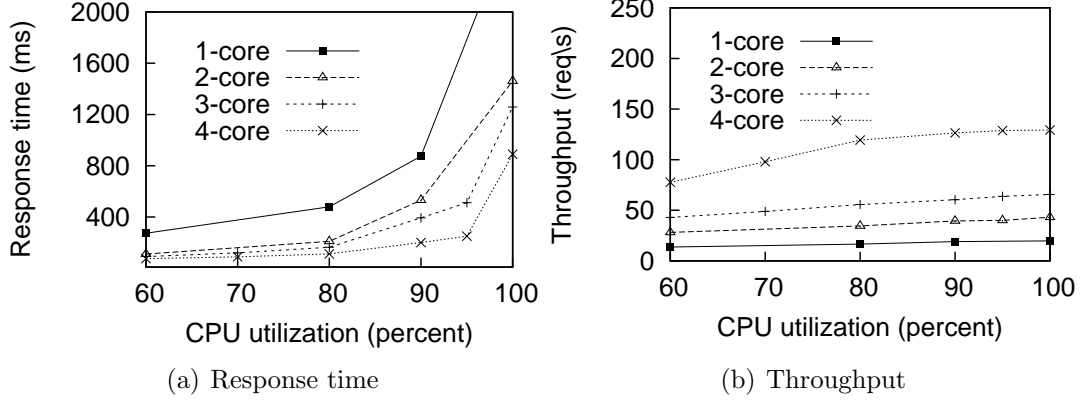 Response time (ms)
2000
1600
1200
800
400
1-core
2-core
3-core
4-core
60 70 80 90 100
CPU utilization (percent)
(a) Response time
Throughput (req\s)
250
200
150
100
50
0
1-core
2-core
3-core
4-core
60 70 80 90 100
CPU utilization (percent)
(b) Throughput